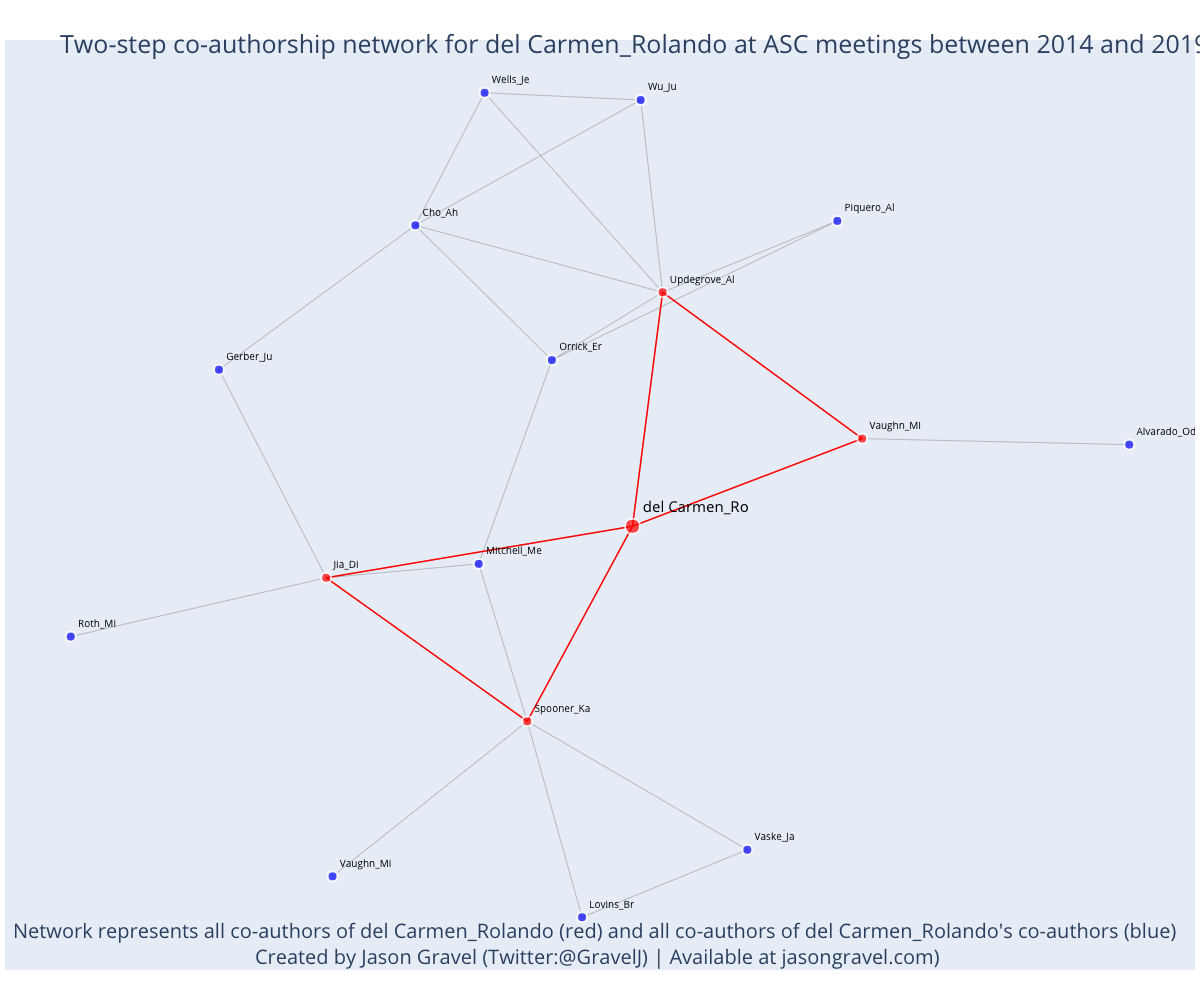 Two-step co-authorship network for del Carmen_Rolando at ASC meetings between 2014 and 2019
Wells_Je
Wu_Ju
Cho_Ah
Piquero_Al
Updegrove_Al
Orrick_Er
Gerber_Ju
Vaughn_Mi
Alvarado_Od
del Carmen_Ro
Mitchell_Me
Jia_Di
Roth_Mi
Spooner_Ka
Vaske_Ja
Vaughn_Mi
Lovins_Br
Network represents all co-authors of del Carmen_Rolando (red) and all co-authors of del Carmen_Rolando's co-authors (blue)
Created by Jason Gravel (Twitter:@GravelJ) | Available at jasongravel.com)